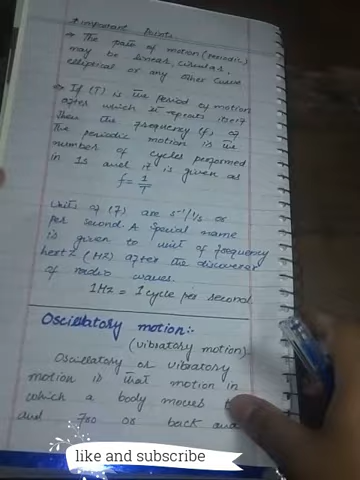 * important points
→ The path of motion (periodic)
may be linear, circular,
elliptical or any other curve
→ If (T) is the Period of motion
after which it repeats itself
then the frequency (f) of
the periodic motion is the
number of cycles performed
in 1s and it is given as
f = 1/T
units of (f) are s⁻¹/1/s or
per second. A special name
is given to unit of frequency
hertz (HZ) after the discoverer
of radio waves.
1HZ = 1 cycle per second
Oscillatory motion:-
(vibratory motion)
Oscillatory or vibratory
motion is that motion in
which a body moves
and Fro or back and
like and subscribe